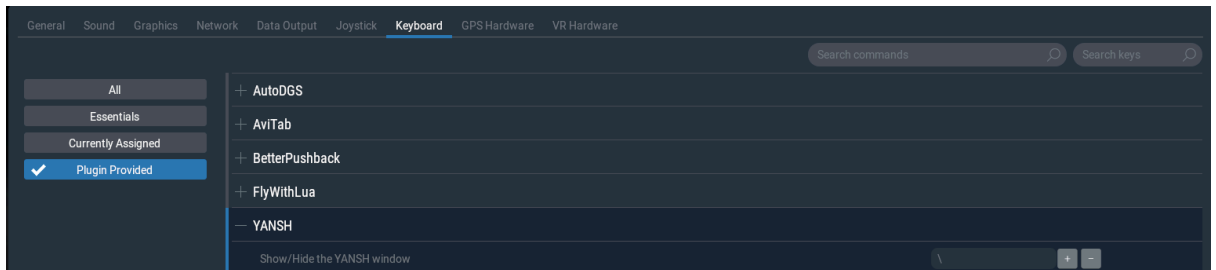 General Sound Graphics Network Data Output Joystick Keyboard GPS Hardware VR Hardware
Search commands Search keys
All
Essentials
Currently Assigned
Plugin Provided
AutoDGS
AviTab
BetterPushback
FlyWithLua
YANSH
Show/Hide the YANSH window \ + −